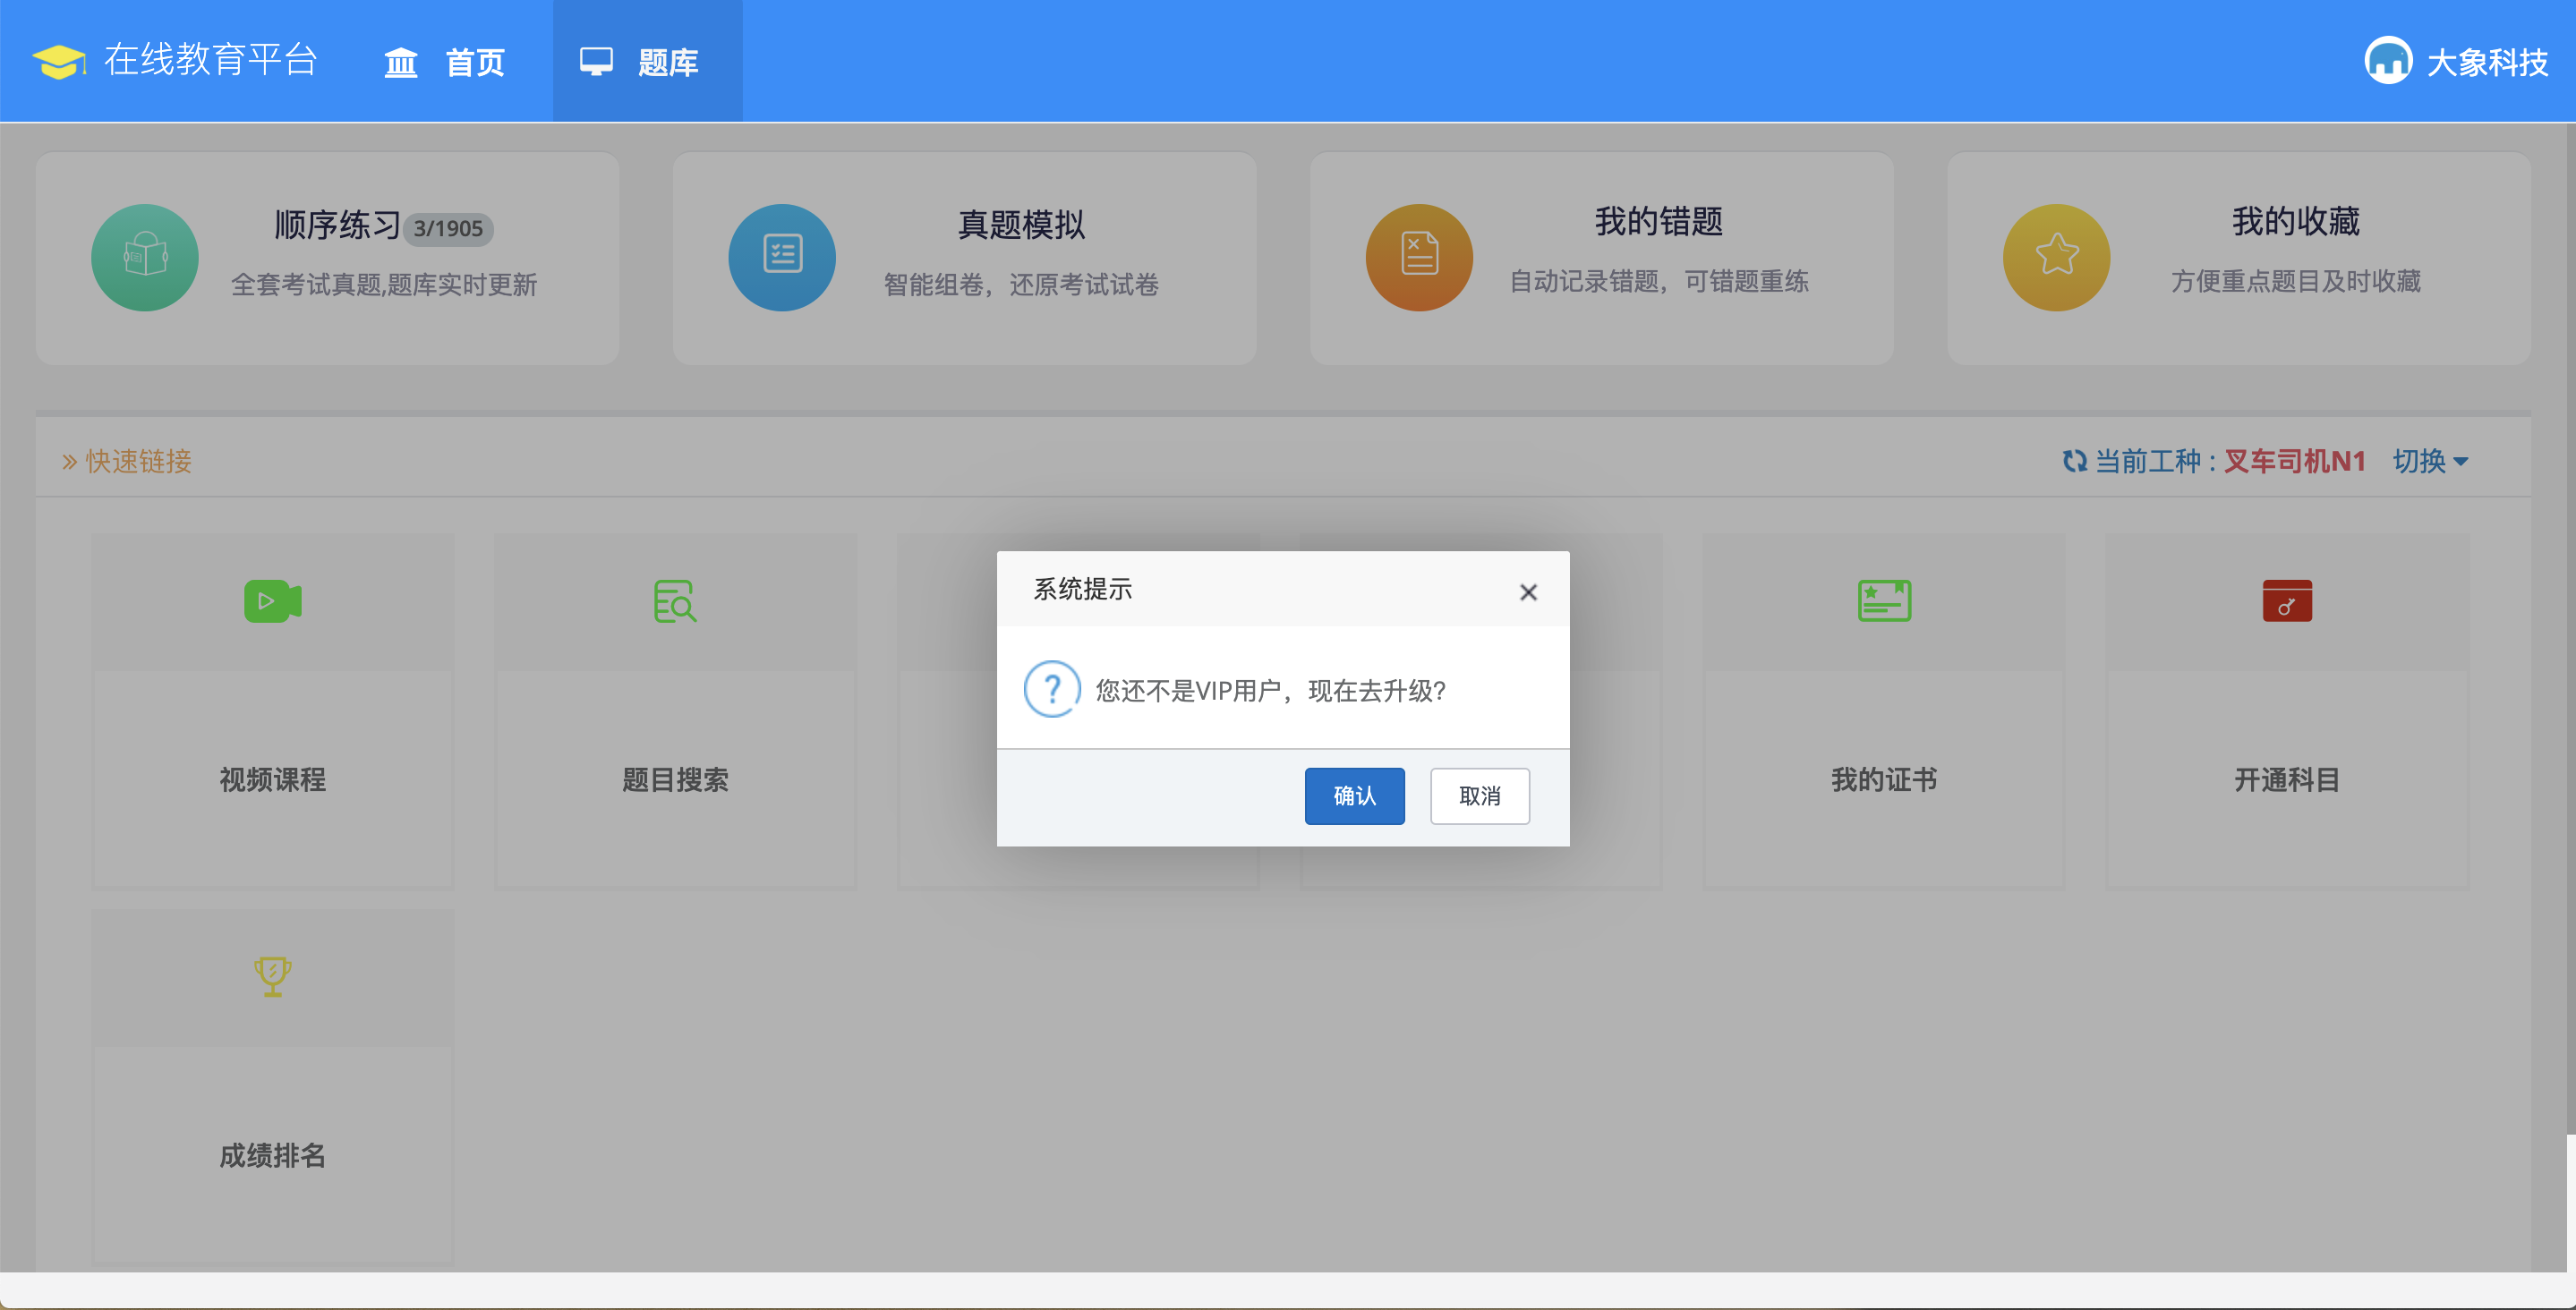 在线教育平台
首页
题库
大象科技
顺序练习 3/1905
全套考试真题,题库实时更新
真题模拟
智能组卷，还原考试试卷
我的错题
自动记录错题，可错题重练
我的收藏
方便重点题目及时收藏
快速链接
当前工种 : 叉车司机N1 切换
视频课程
题目搜索
我的证书
开通科目
成绩排名
系统提示
您还不是VIP用户，现在去升级?
确认
取消